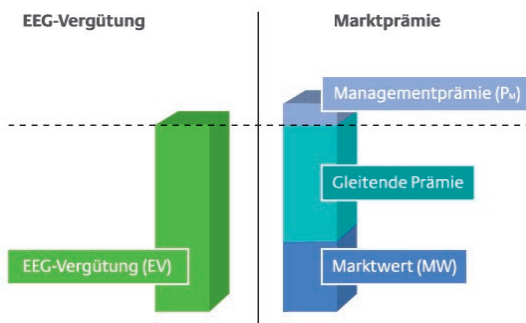 EEG-Vergütung
Marktprämie
Managementprämie (PM)
Gleitende Prämie
EEG-Vergütung (EV)
Marktwert (MW)